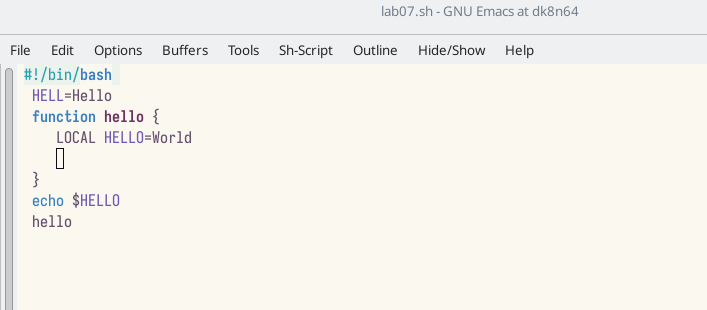 lab07.sh - GNU Emacs at dk8n64
File Edit Options Buffers Tools Sh-Script Outline Hide/Show Help
#!/bin/bash
HELL=Hello
function hello {
LOCAL HELLO=World
}
echo $HELLO
hello